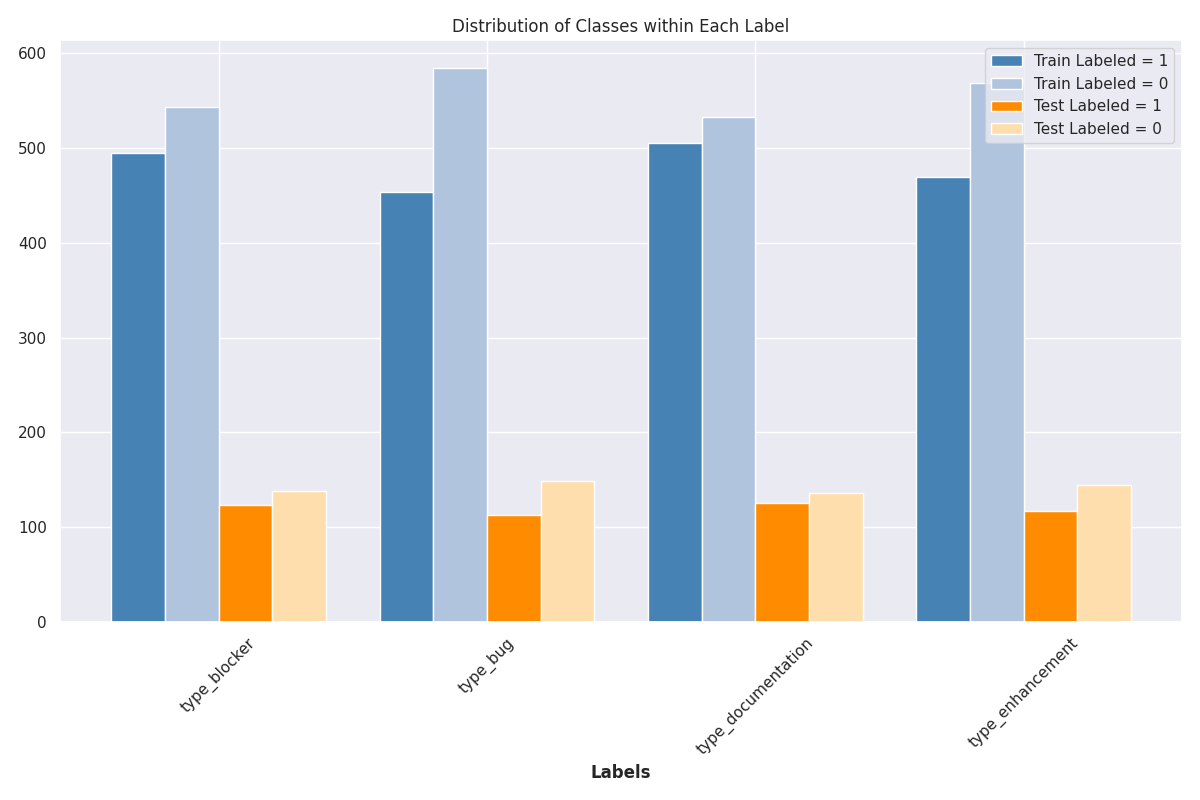 Distribution of Classes within Each Label
Train Labeled = 1
Train Labeled = 0
Test Labeled = 1
Test Labeled = 0
600
500
400
300
200
100
0
type_blocker
type_bug
type_documentation
type_enhancement
Labels